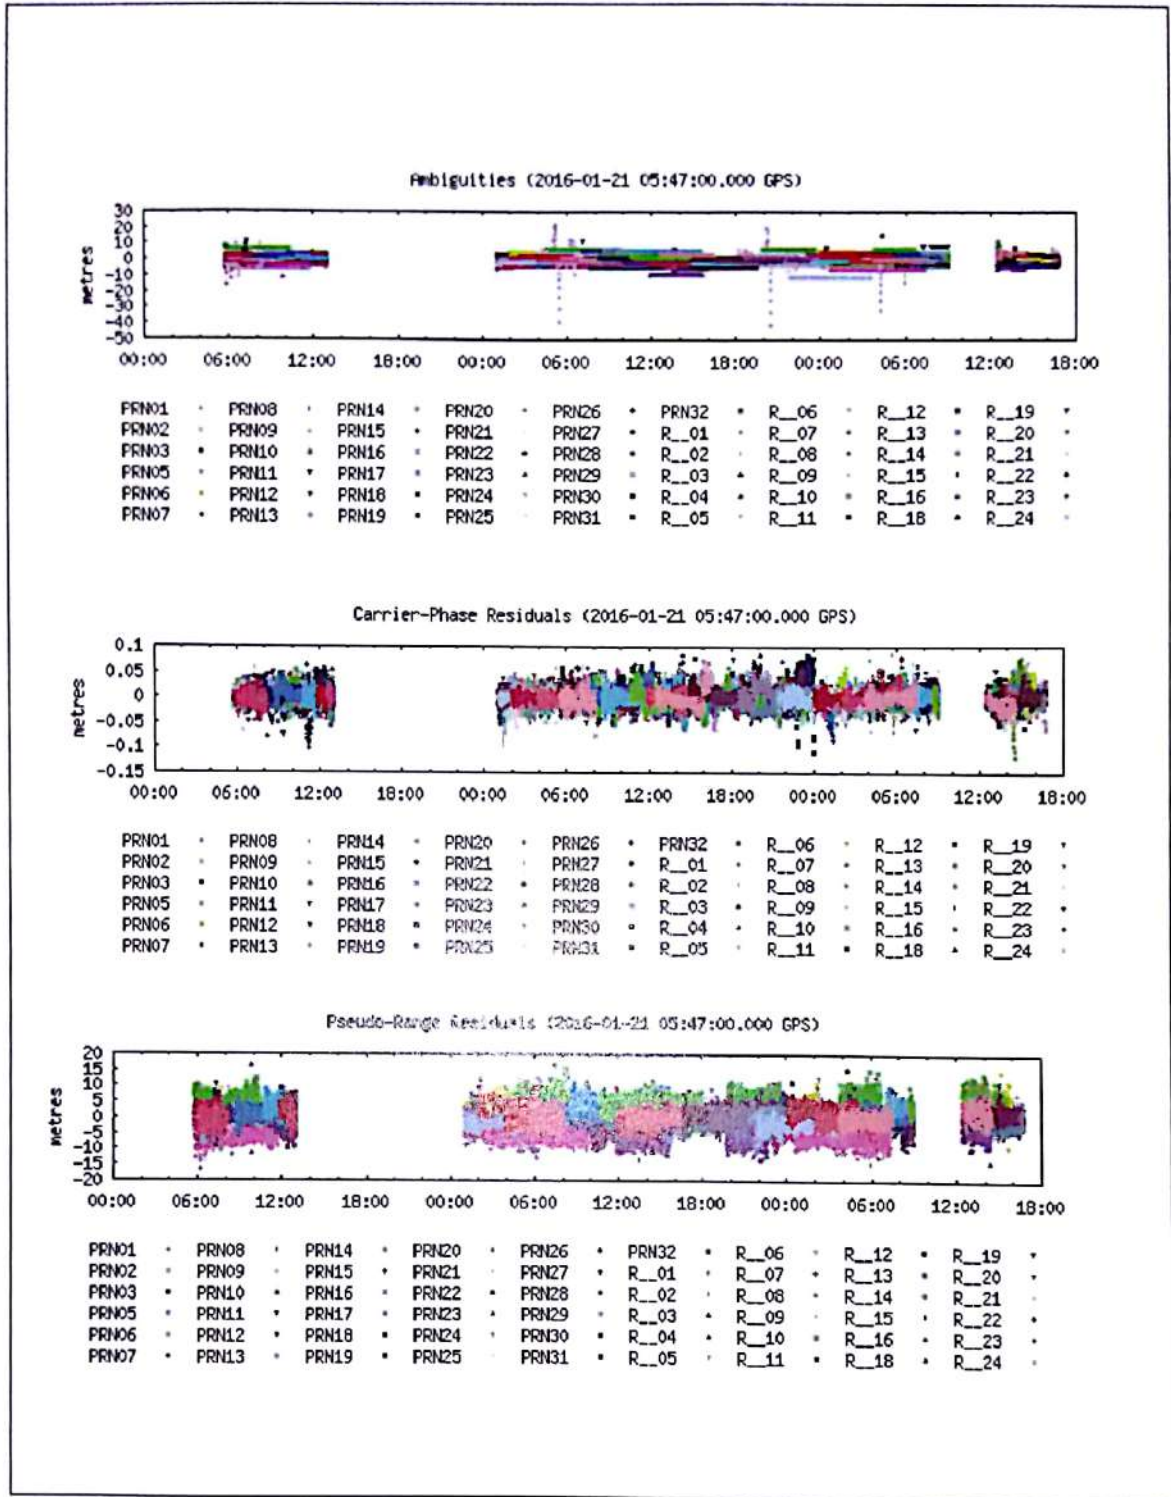 Ambiguities (2016-01-21 05:47:00.000 GPS)
30
20
10
0
-10
-20
-30
-40
-50
metres
00:00 06:00 12:00 18:00 00:00 06:00 12:00 18:00 00:00 06:00 12:00 18:00
PRN01 PRN08 PRN14 PRN20 PRN26 PRN32 R__06 R__12 R__19
PRN02 PRN09 PRN15 PRN21 PRN27 R__01 R__07 R__13 R__20
PRN03 PRN10 PRN16 PRN22 PRN28 R__02 R__08 R__14 R__21
PRN05 PRN11 PRN17 PRN23 PRN29 R__03 R__09 R__15 R__22
PRN06 PRN12 PRN18 PRN24 PRN30 R__04 R__10 R__16 R__23
PRN07 PRN13 PRN19 PRN25 PRN31 R__05 R__11 R__18 R__24
Carrier-Phase Residuals (2016-01-21 05:47:00.000 GPS)
0.1
0.05
0
-0.05
-0.1
-0.15
metres
00:00 06:00 12:00 18:00 00:00 06:00 12:00 18:00 00:00 06:00 12:00 18:00
PRN01 PRN08 PRN14 PRN20 PRN26 PRN32 R__06 R__12 R__19
PRN02 PRN09 PRN15 PRN21 PRN27 R__01 R__07 R__13 R__20
PRN03 PRN10 PRN16 PRN22 PRN28 R__02 R__08 R__14 R__21
PRN05 PRN11 PRN17 PRN23 PRN29 R__03 R__09 R__15 R__22
PRN06 PRN12 PRN18 PRN24 PRN30 R__04 R__10 R__16 R__23
PRN07 PRN13 PRN19 PRN25 PRN31 R__05 R__11 R__18 R__24
Pseudo-Range Residuals (2016-01-21 05:47:00.000 GPS)
20
15
10
5
0
-5
-10
-15
-20
metres
00:00 06:00 12:00 18:00 00:00 06:00 12:00 18:00 00:00 06:00 12:00 18:00
PRN01 PRN08 PRN14 PRN20 PRN26 PRN32 R__06 R__12 R__19
PRN02 PRN09 PRN15 PRN21 PRN27 R__01 R__07 R__13 R__20
PRN03 PRN10 PRN16 PRN22 PRN28 R__02 R__08 R__14 R__21
PRN05 PRN11 PRN17 PRN23 PRN29 R__03 R__09 R__15 R__22
PRN06 PRN12 PRN18 PRN24 PRN30 R__04 R__10 R__16 R__23
PRN07 PRN13 PRN19 PRN25 PRN31 R__05 R__11 R__18 R__24